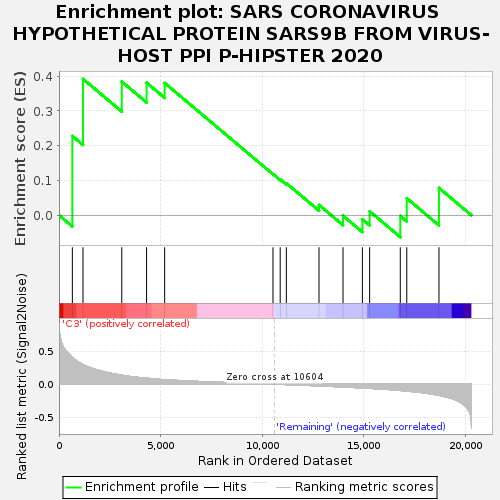 Enrichment plot: SARS CORONAVIRUS
HYPOTHETICAL PROTEIN SARS9B FROM VIRUS-
HOST PPI P-HIPSTER 2020
Enrichment score (ES)
0.4
0.3
0.2
0.1
0.0
Ranked list metric (Signal2Noise)
'C3' (positively correlated)
0.5
0.0
-0.5
Zero cross at 10604
'Remaining' (negatively correlated)
0
5,000
10,000
15,000
20,000
Rank in Ordered Dataset
Enrichment profile
Hits
Ranking metric scores